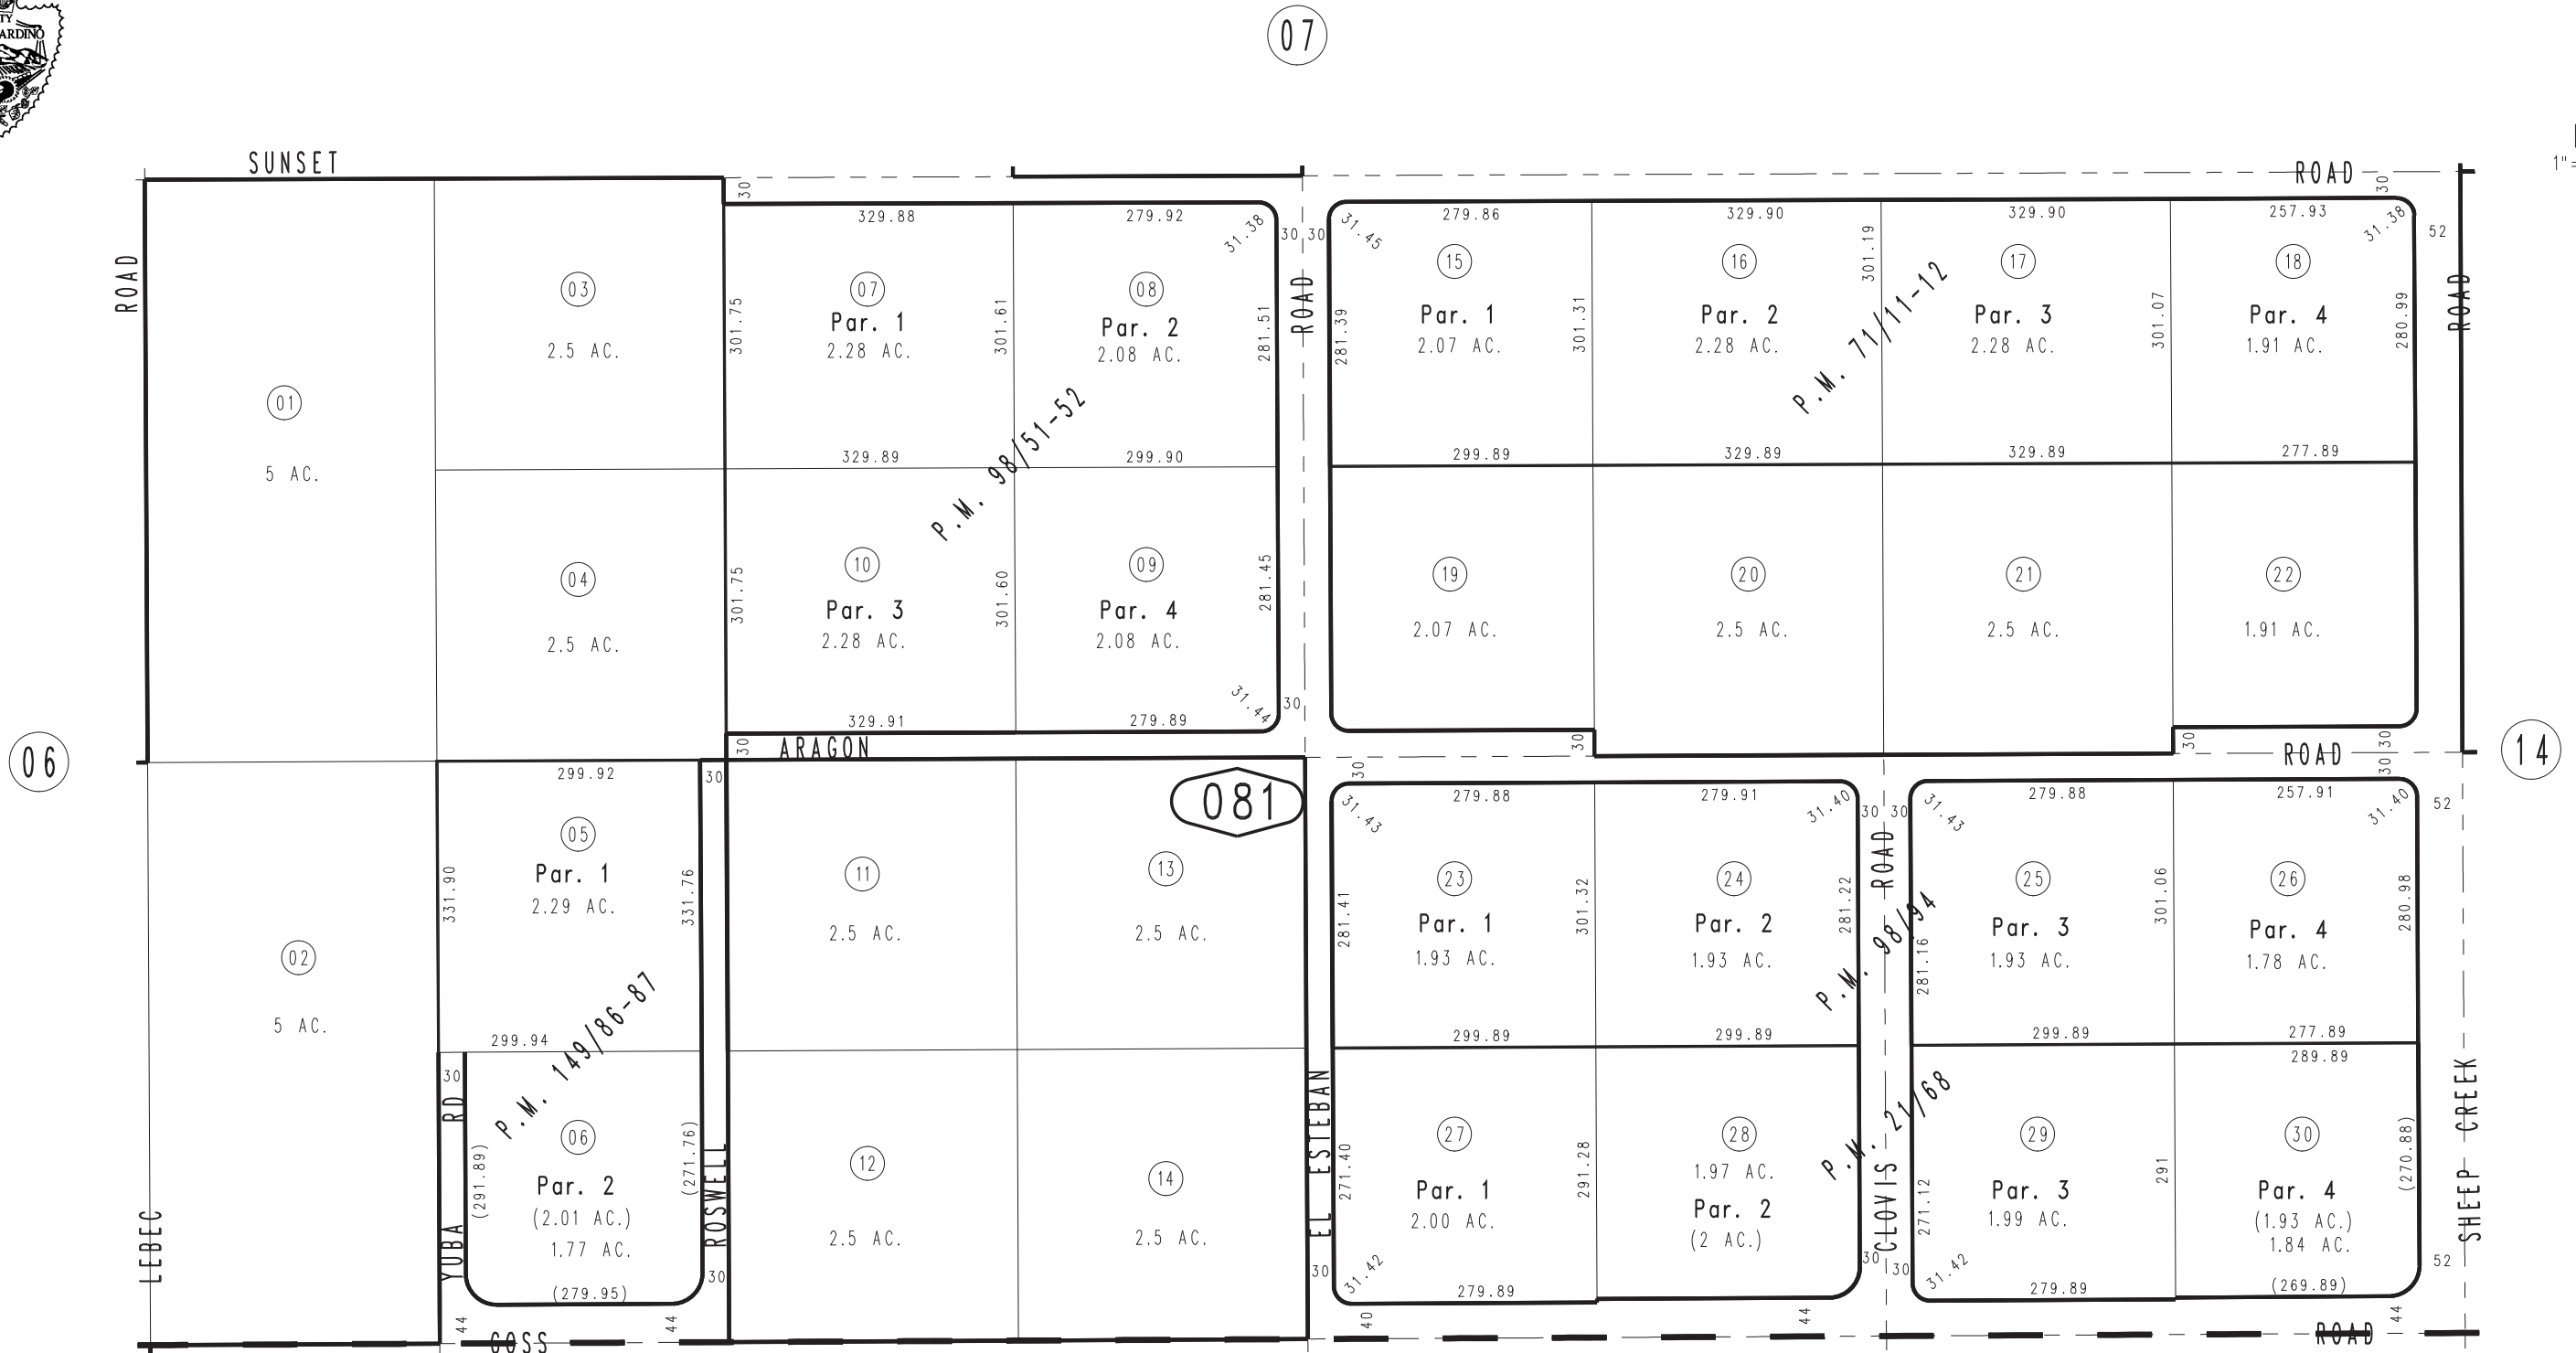 TY
ARDINO
07
1"=
SUNSET
ROAD
30
30
329.88
279.92
31.38
30 30
31.45
279.86
329.90
329.90
257.93
31.38
52
ROAD
03
2.5 AC.
301.75
07
Par. 1
2.28 AC.
301.61
08
Par. 2
2.08 AC.
281.51
ROAD
281.39
15
Par. 1
2.07 AC.
301.31
16
Par. 2
2.28 AC.
301.19
P.M. 71/11-12
17
Par. 3
2.28 AC.
301.07
18
Par. 4
1.91 AC.
280.99
ROAD
01
5 AC.
329.89
P.M. 98/51-52
299.90
299.89
329.89
329.89
277.89
04
2.5 AC.
301.75
10
Par. 3
2.28 AC.
301.60
09
Par. 4
2.08 AC.
281.45
19
2.07 AC.
20
2.5 AC.
21
2.5 AC.
22
1.91 AC.
31.44
30
329.91
279.89
06
30
ARAGON
30
30
30
ROAD
30
30
14
299.92
30
081
31.43
279.88
279.91
31.40
30 30
31.43
279.88
257.91
31.40
52
331.90
05
Par. 1
2.29 AC.
331.76
11
2.5 AC.
13
2.5 AC.
281.41
23
Par. 1
1.93 AC.
301.32
24
Par. 2
1.93 AC.
281.22
ROAD
P.M. 98/94
281.16
25
Par. 3
1.93 AC.
301.06
26
Par. 4
1.78 AC.
280.98
02
5 AC.
299.94
P.M. 149/86-87
299.89
299.89
299.89
277.89
289.89
30
YUBA RD
(291.89)
06
Par. 2
(2.01 AC.)
1.77 AC.
(279.95)
(271.76)
ROSWELL
30
12
2.5 AC.
14
2.5 AC.
EL ESTEBAN
30
271.40
27
Par. 1
2.00 AC.
31.42
279.89
291.28
28
1.97 AC.
Par. 2
(2 AC.)
P.M. 21/68
CLOVIS
30
30
271.12
29
Par. 3
1.99 AC.
31.42
279.89
291
30
Par. 4
(1.93 AC.)
1.84 AC.
(269.89)
(270.88)
SHEEP CREEK
52
LEBEC
44
GOSS
44
40
44
ROAD
44